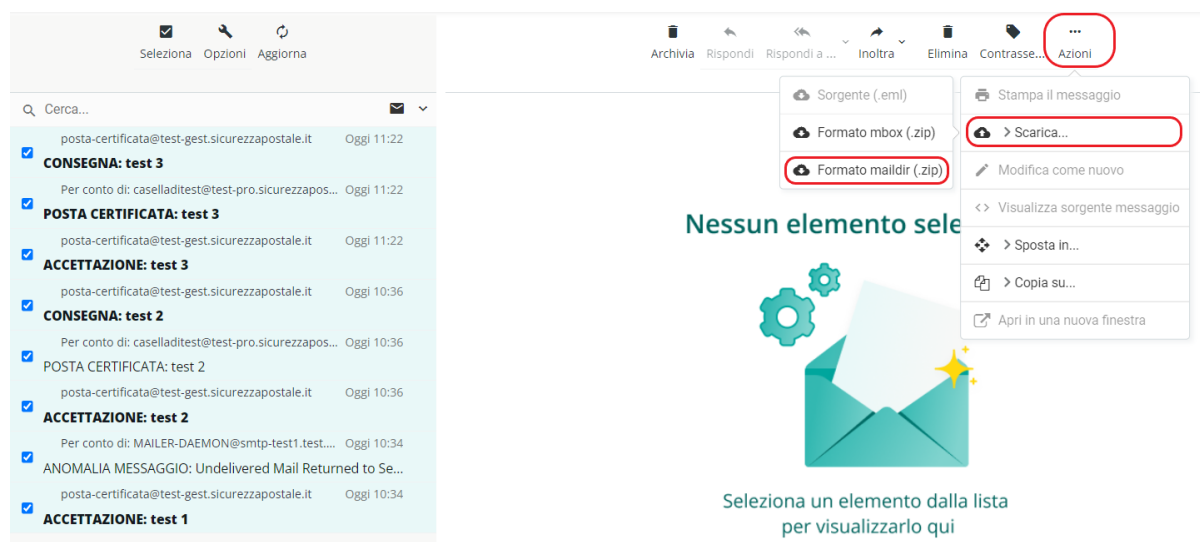 Seleziona Opzioni Aggiorna
Archivia Rispondi Rispondi a ... Inoltra Elimina Contrasse... Azioni
Cerca...
posta-certificata@test-gest.sicurezzapostale.it Oggi 11:22
CONSEGNA: test 3
Per conto di: caselladitest@test-pro.sicurezzapos... Oggi 11:22
POSTA CERTIFICATA: test 3
posta-certificata@test-gest.sicurezzapostale.it Oggi 11:22
ACCETTAZIONE: test 3
posta-certificata@test-gest.sicurezzapostale.it Oggi 10:36
CONSEGNA: test 2
Per conto di: caselladitest@test-pro.sicurezzapos... Oggi 10:36
POSTA CERTIFICATA: test 2
posta-certificata@test-gest.sicurezzapostale.it Oggi 10:36
ACCETTAZIONE: test 2
Per conto di: MAILER-DAEMON@smtp-test1.test.... Oggi 10:34
ANOMALIA MESSAGGIO: Undelivered Mail Returned to Se...
posta-certificata@test-gest.sicurezzapostale.it Oggi 10:34
ACCETTAZIONE: test 1
Sorgente (.eml)
Formato mbox (.zip)
Formato maildir (.zip)
Stampa il messaggio
> Scarica...
Modifica come nuovo
<> Visualizza sorgente messaggio
> Sposta in...
> Copia su...
Apri in una nuova finestra
Nessun elemento sele
Seleziona un elemento dalla lista
per visualizzarlo qui